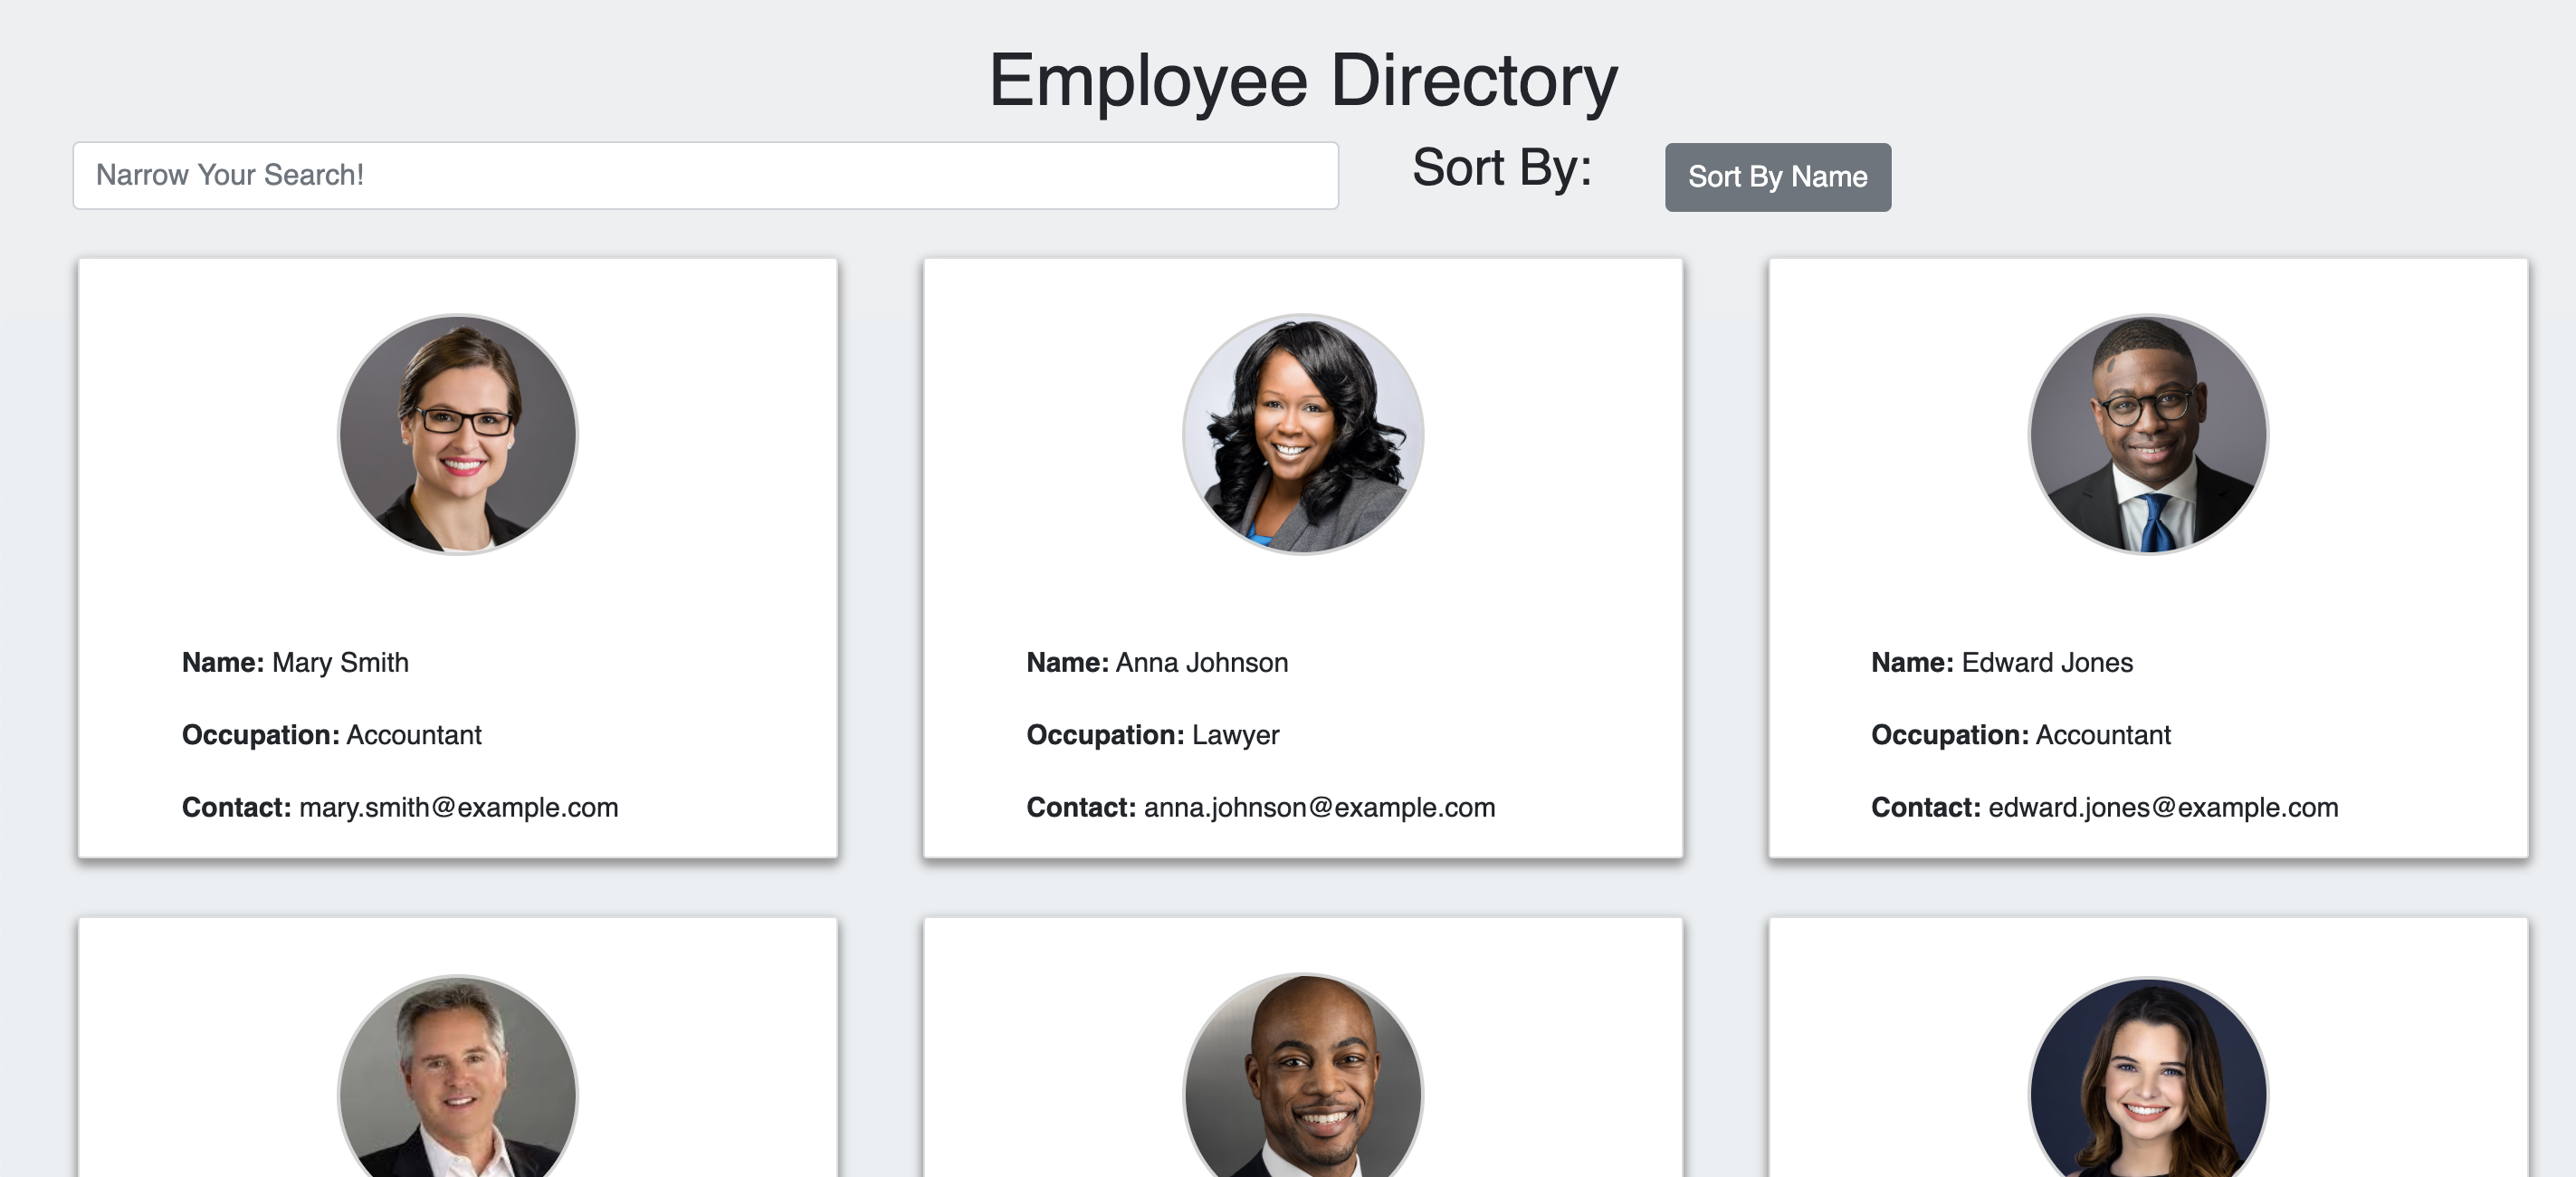 Employee Directory
Narrow Your Search!
Sort By:
Sort By Name
Name: Mary Smith
Occupation: Accountant
Contact: mary.smith@example.com
Name: Anna Johnson
Occupation: Lawyer
Contact: anna.johnson@example.com
Name: Edward Jones
Occupation: Accountant
Contact: edward.jones@example.com